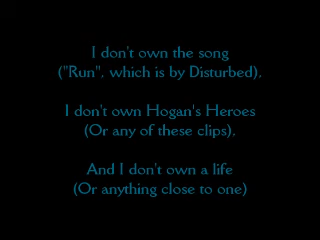 I don't own the song
("Run", which is by Disturbed),
I don't own Hogan's Heroes
(Or any of these clips),
And I don't own a life
(Or anything close to one)